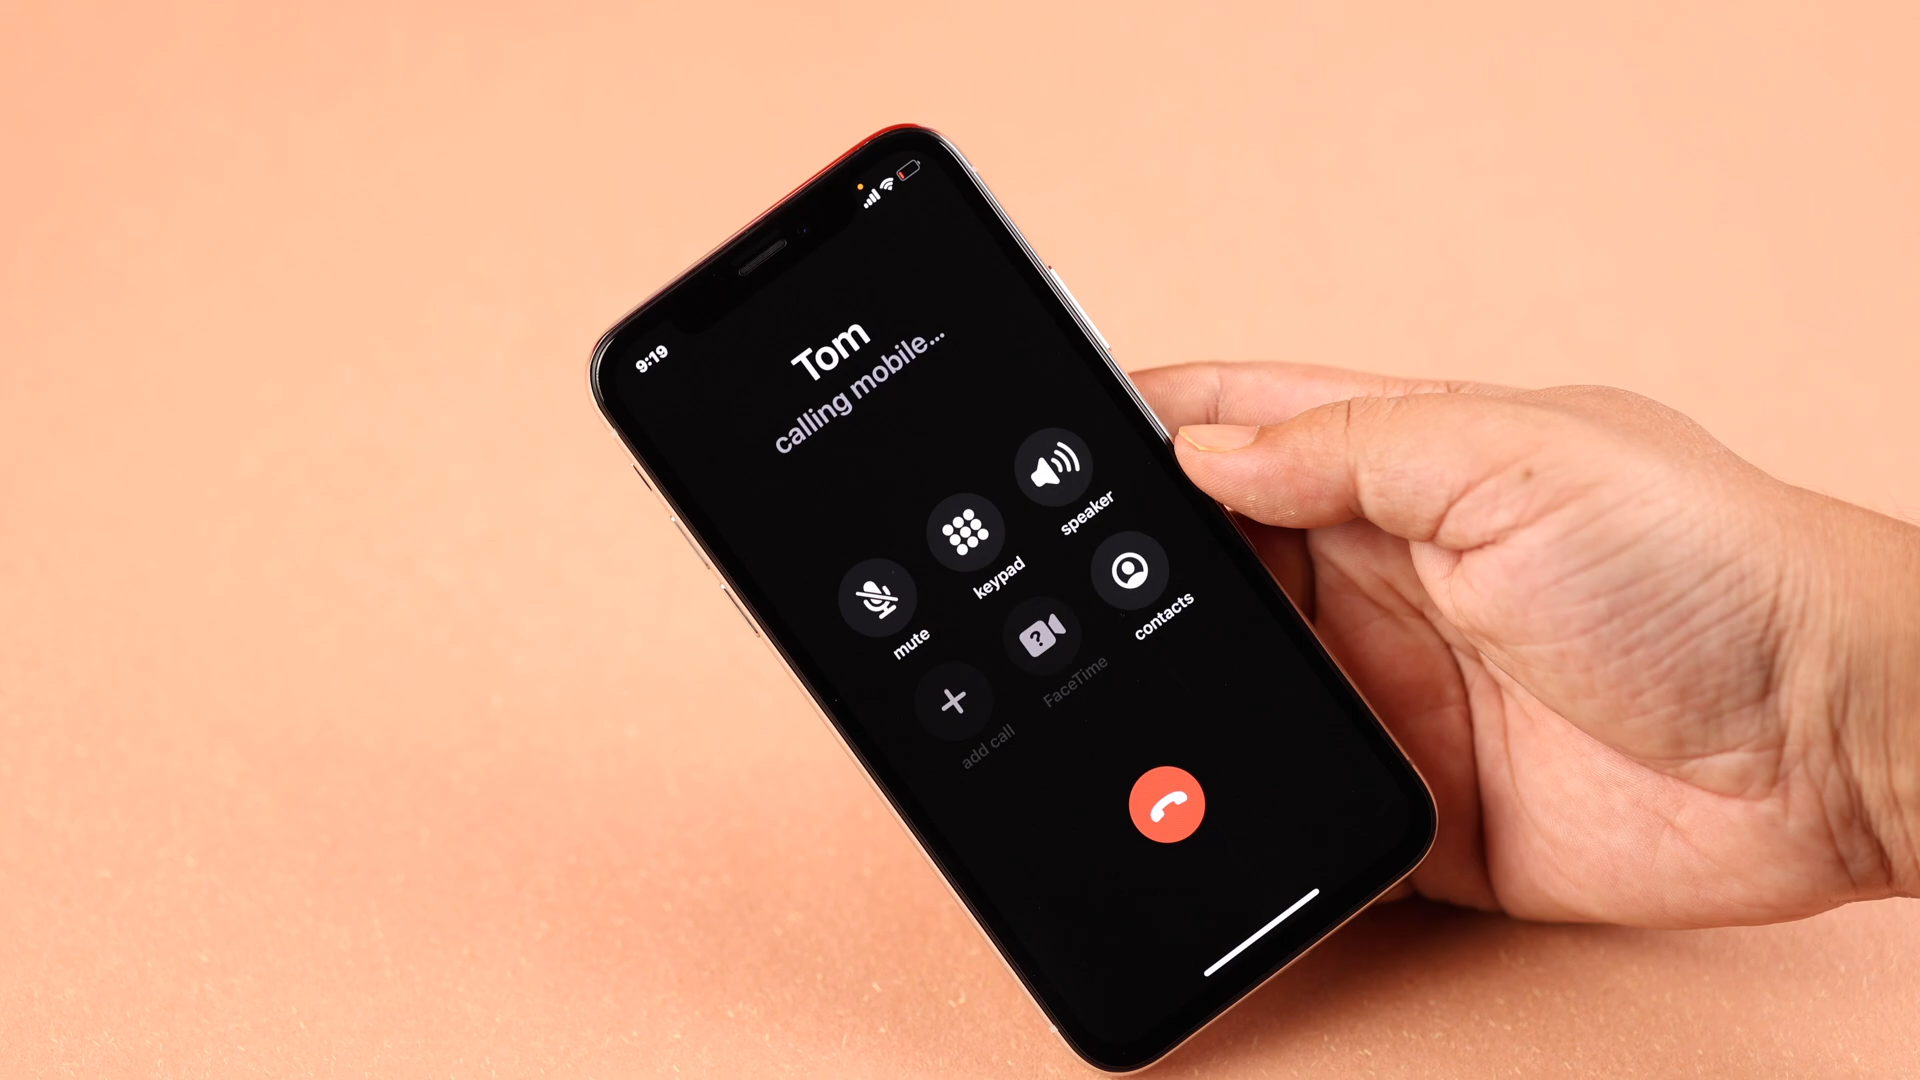 9:19
Tom
calling mobile...
mute
keypad
speaker
add call
FaceTime
contacts